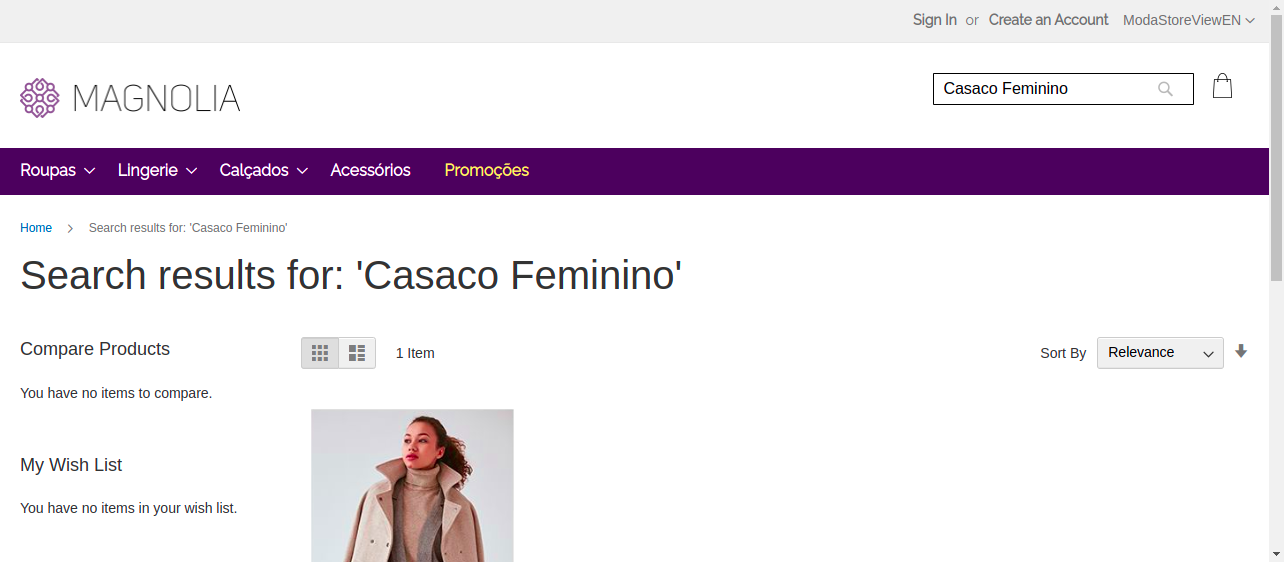 Sign In or Create an Account ModaStoreViewEN
MAGNOLIA
Casaco Feminino
Roupas Lingerie Calçados Acessórios Promoções
Home Search results for: 'Casaco Feminino'
Search results for: 'Casaco Feminino'
Compare Products
1 Item
Sort By Relevance
You have no items to compare.
My Wish List
You have no items in your wish list.